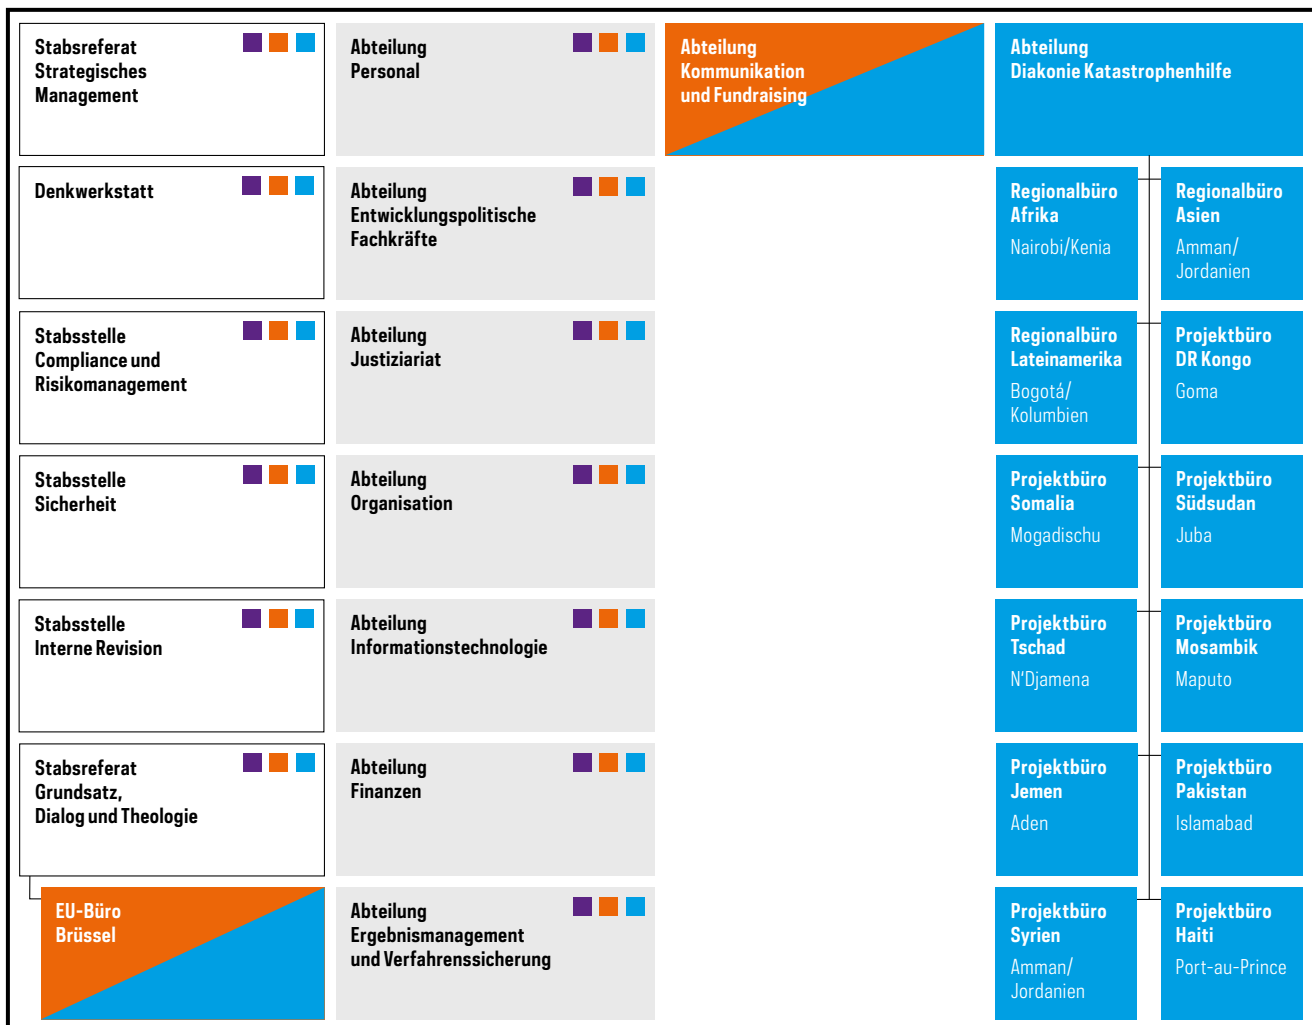 Stabsreferat
Strategisches
Management
Denkwerkstatt
Stabsstelle
Compliance und
Risikomanagement
Stabsstelle
Sicherheit
Stabsstelle
Interne Revision
Stabsreferat
Grundsatz,
Dialog und Theologie
EU-Büro
Brüssel
Abteilung
Personal
Abteilung
Entwicklungspolitische
Fachkräfte
Abteilung
Justiziariat
Abteilung
Organisation
Abteilung
Informationstechnologie
Abteilung
Finanzen
Abteilung
Ergebnismanagement
und Verfahrenssicherung
Abteilung
Kommunikation
und Fundraising
Abteilung
Diakonie Katastrophenhilfe
Regionalbüro
Afrika
Nairobi/Kenia
Regionalbüro
Asien
Amman/
Jordanien
Regionalbüro
Lateinamerika
Bogotá/
Kolumbien
Projektbüro
DR Kongo
Goma
Projektbüro
Somalia
Mogadischu
Projektbüro
Südsudan
Juba
Projektbüro
Tschad
N'Djamena
Projektbüro
Mosambik
Maputo
Projektbüro
Jemen
Aden
Projektbüro
Pakistan
Islamabad
Projektbüro
Syrien
Amman/
Jordanien
Projektbüro
Haiti
Port-au-Prince